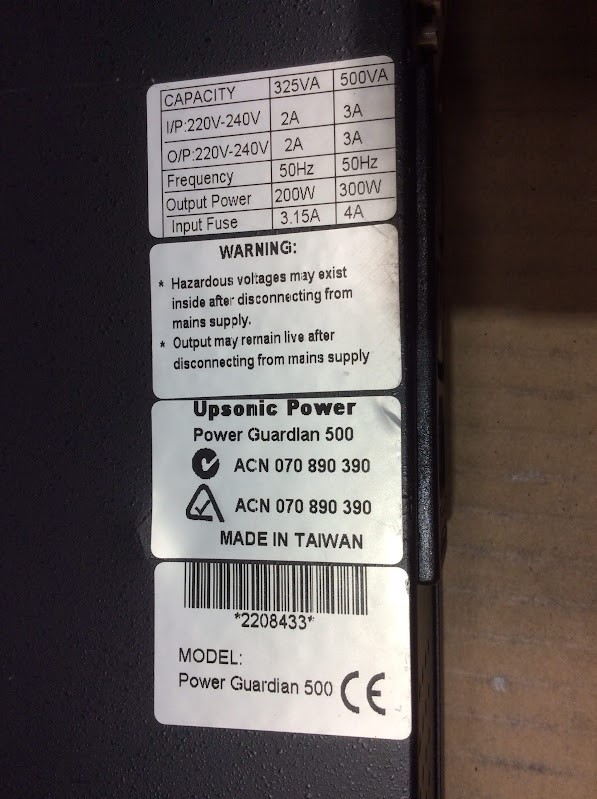 CAPACITY 325VA 500VA
I/P:220V-240V 2A 3A
O/P:220V-240V 2A 3A
Frequency 50Hz 50Hz
Output Power 200W 300W
Input Fuse 3.15A 4A
WARNING:
* Hazardous voltages may exist
inside after disconnecting from
mains supply.
* Output may remain live after
disconnecting from mains supply
Upsonic Power
Power Guardian 500
ACN 070 890 390
ACN 070 890 390
MADE IN TAIWAN
*2208433*
MODEL:
Power Guardian 500 CE